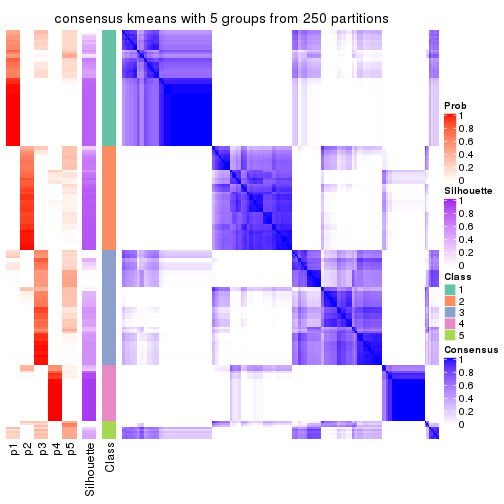 consensus kmeans with 5 groups from 250 partitions
Prob
1
0.8
0.6
0.4
0.2
0
Silhouette
1
0.8
0.6
0.4
0.2
0
Class
1
2
3
4
5
Consensus
1
0.8
0.6
0.4
0.2
0
p1
p2
p3
p4
p5
Silhouette
Class